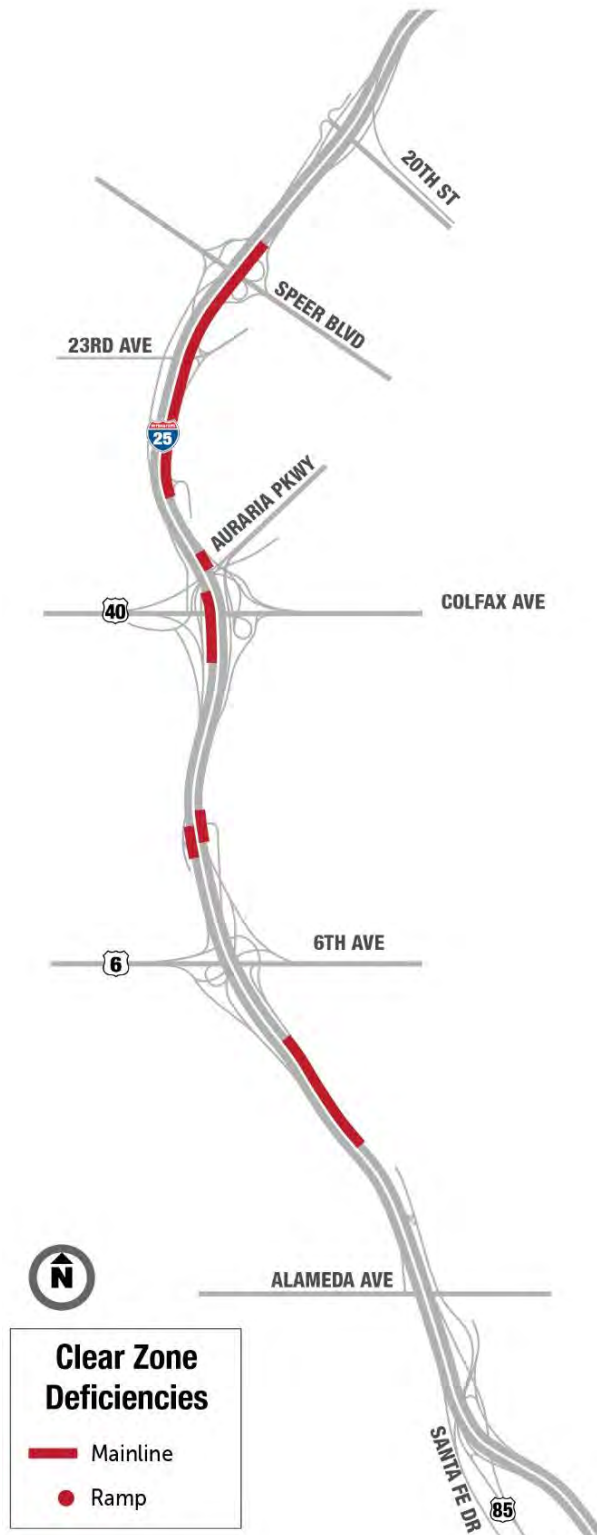 20TH ST
SPEER BLVD
23RD AVE
25
AURARIA PKWY
40
COLFAX AVE
6TH AVE
6
N
ALAMEDA AVE
Clear Zone
Deficiencies
Mainline
Ramp
SANTA FE DR
85